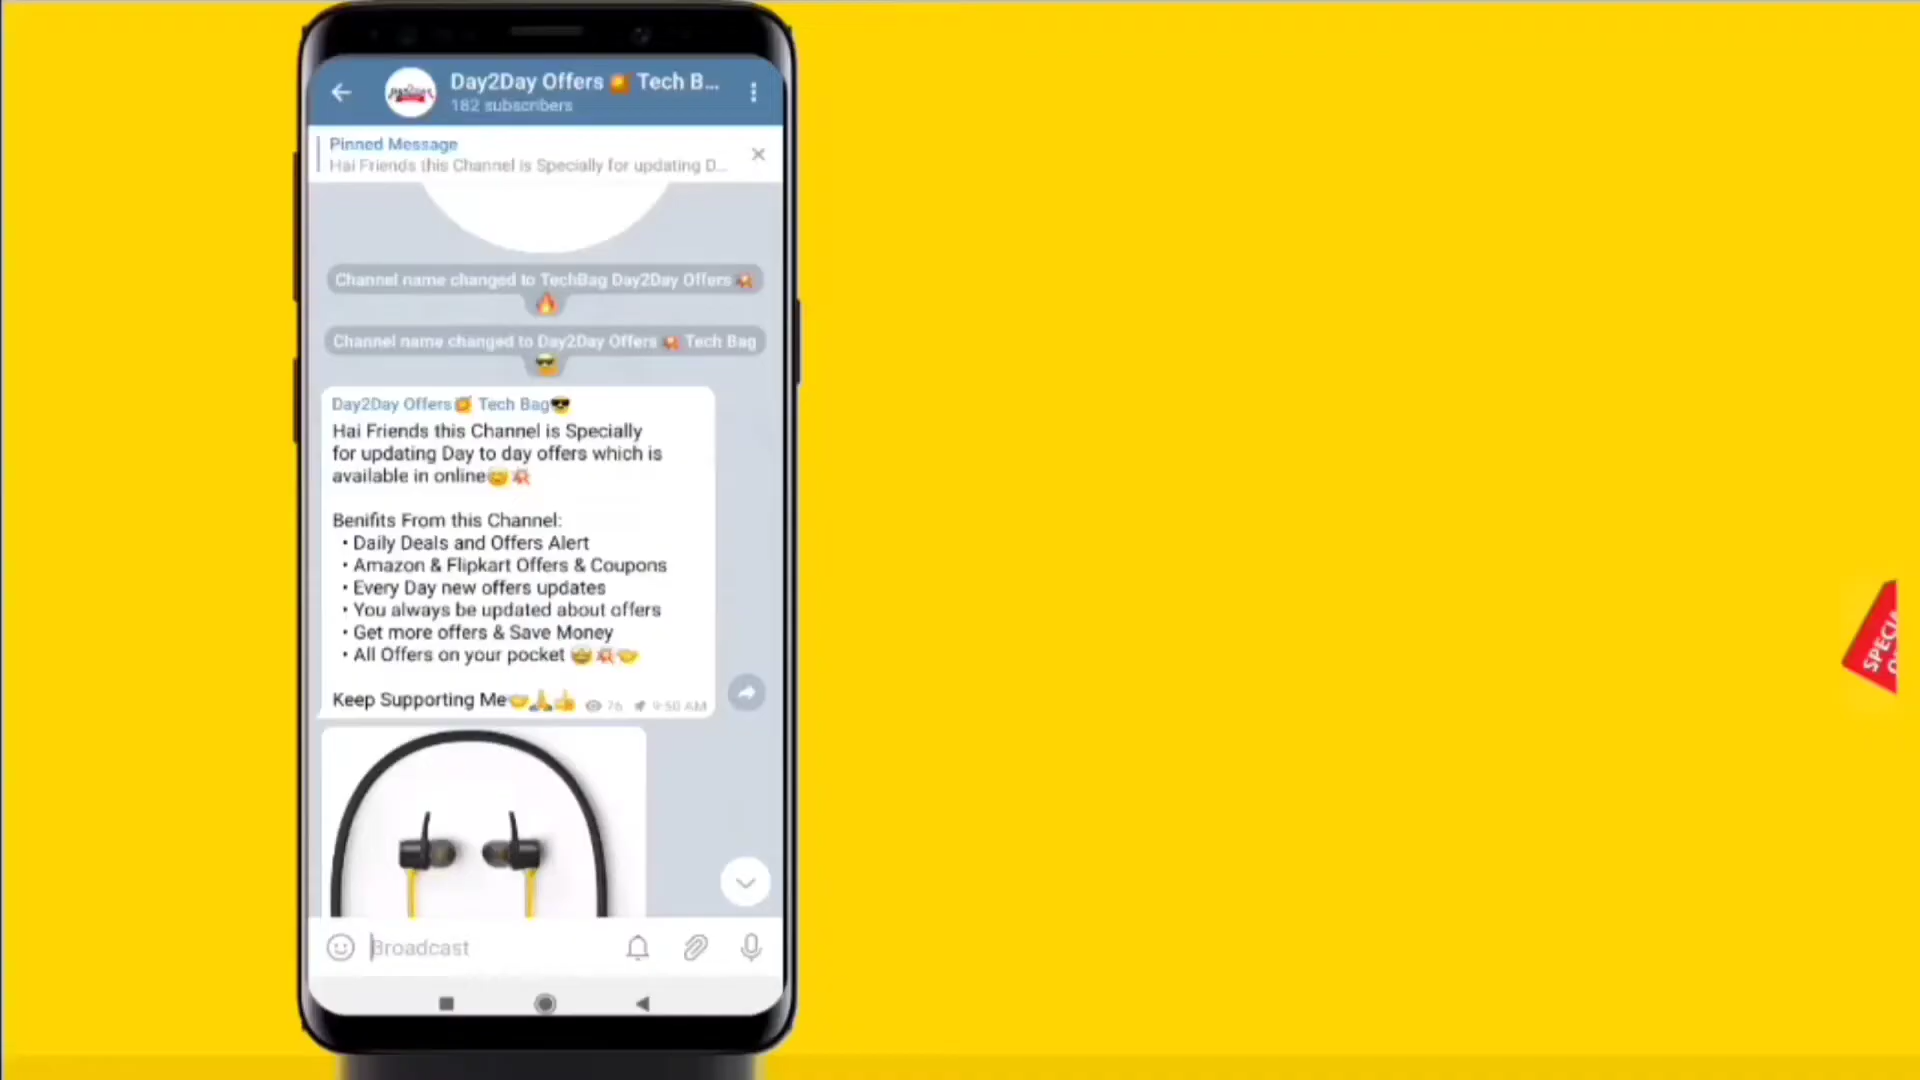 Day2Day Offers💥 Tech B...
182 subscribers
Pinned Message
Hai Friends this Channel is Specially for updating D...
Channel name changed to TechBag Day2Day Offers 💥
🔥
Channel name changed to Day2Day Offers 💥 Tech Bag
😎
Day2Day Offers💥 Tech Bag😎
Hai Friends this Channel is Specially
for updating Day to day offers which is
available in online😇💥
Benifits From this Channel:
• Daily Deals and Offers Alert
• Amazon & Flipkart Offers & Coupons
• Every Day new offers updates
• You always be updated about offers
• Get more offers & Save Money
• All Offers on your pocket 🤩💥🤝
Keep Supporting Me🤝🙏👍 76 9:50 AM
Broadcast